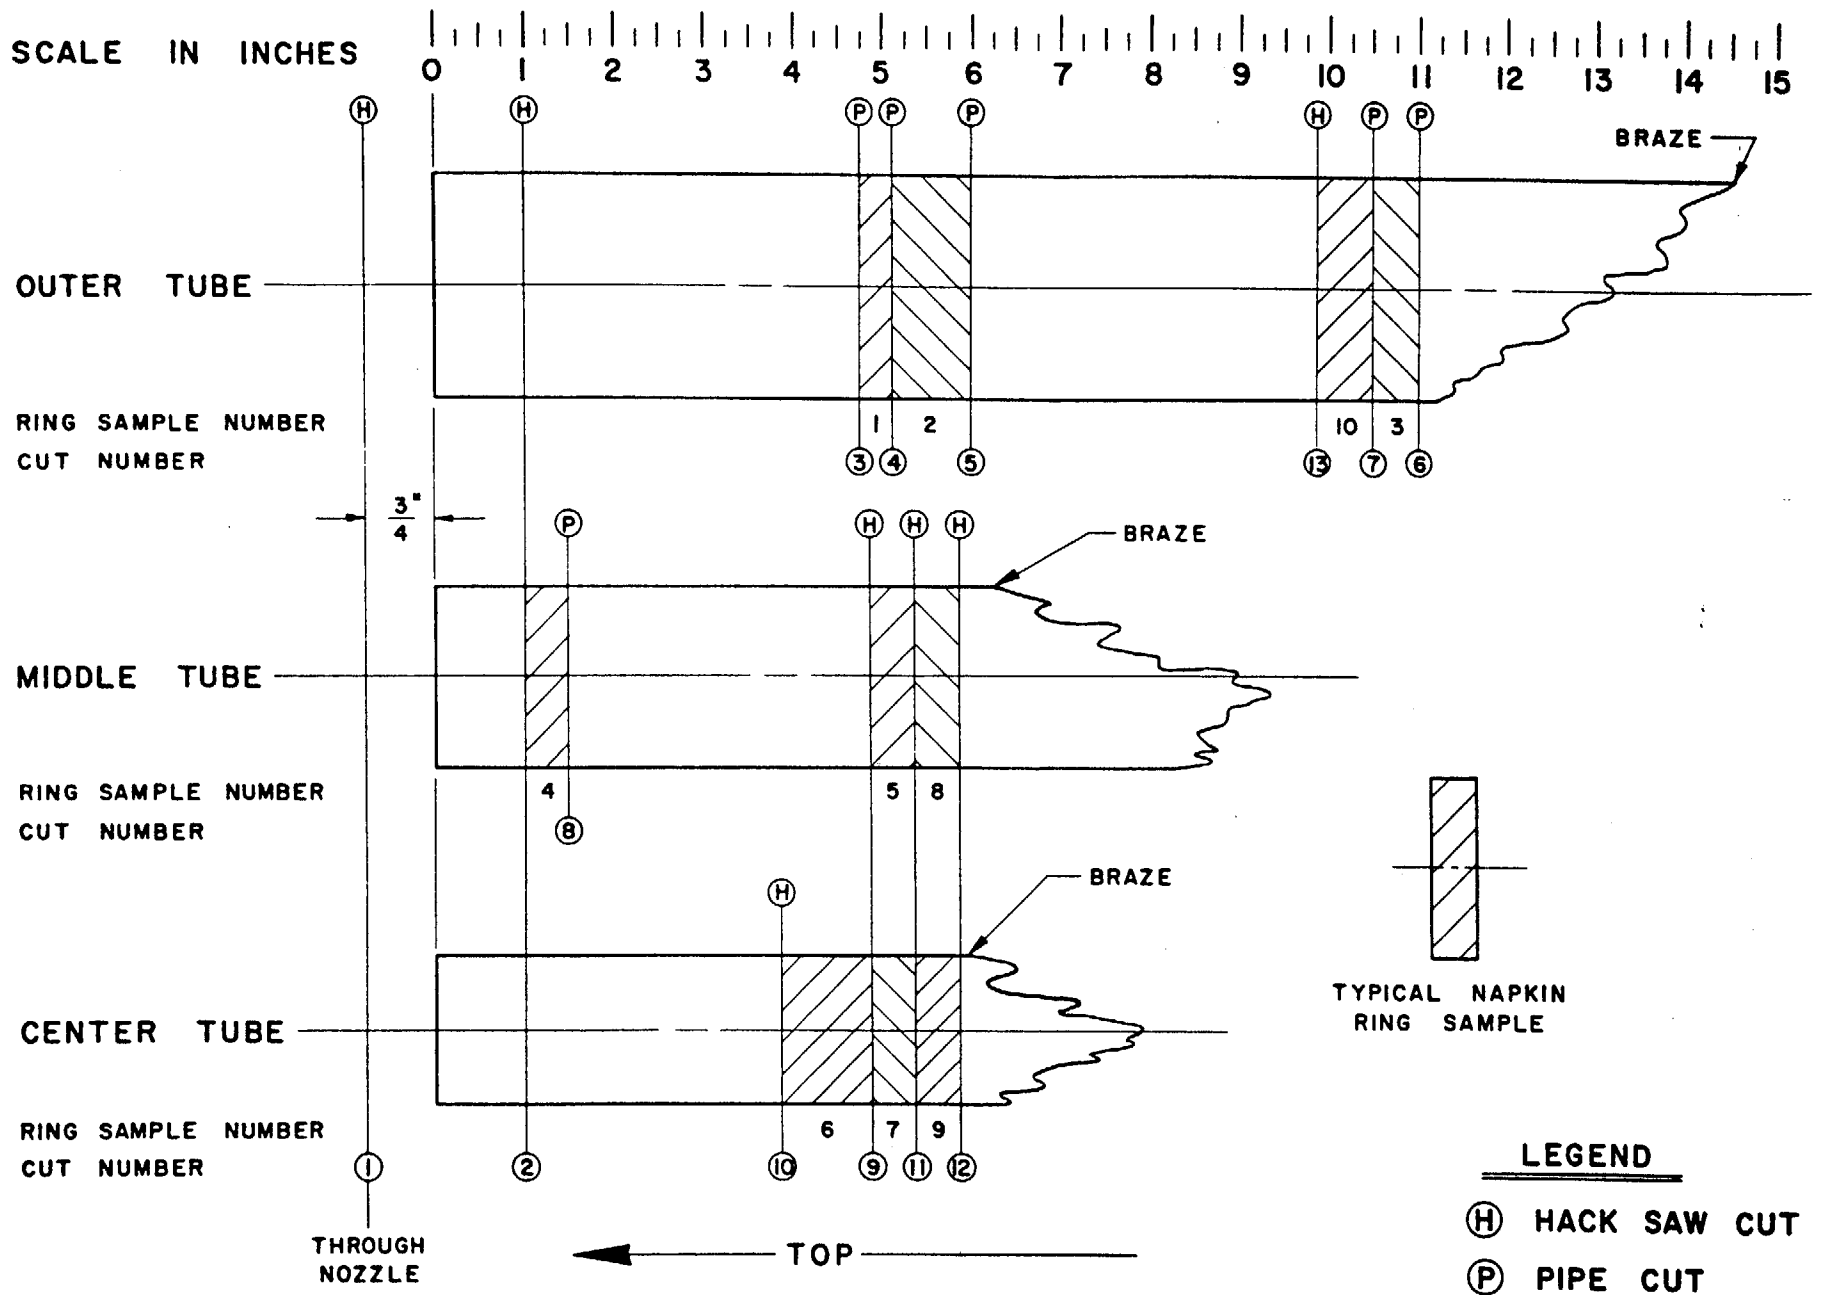 SCALE IN INCHES
0 1 2 3 4 5 6 7 8 9 10 11 12 13 14 15
H H P P P H P P
BRAZE
OUTER TUBE
RING SAMPLE NUMBER 1 2 10 3
CUT NUMBER 3 4 5 13 7 6
3"
4
P H H H
BRAZE
MIDDLE TUBE
RING SAMPLE NUMBER 4 5 8
CUT NUMBER 8
BRAZE
H
TYPICAL NAPKIN
RING SAMPLE
CENTER TUBE
RING SAMPLE NUMBER 6 7 9
CUT NUMBER 1 2 10 9 11 12
THROUGH
NOZZLE
TOP
LEGEND
H HACK SAW CUT
P PIPE CUT